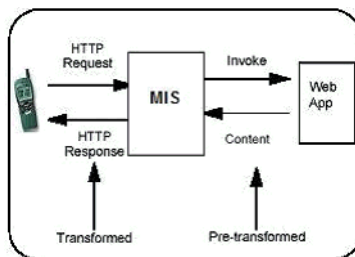 HTTP
Request
Invoke
MIS
Web
App
HTTP
Response
Content
Transformed
Pre-transformed